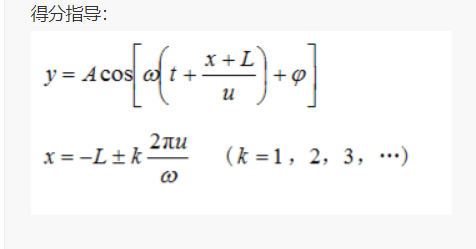 得分指导：
y = A cos[ω(t + (x + L)/u) + φ]
x = −L ± k 2πu/ω （k =1，2，3，⋯）